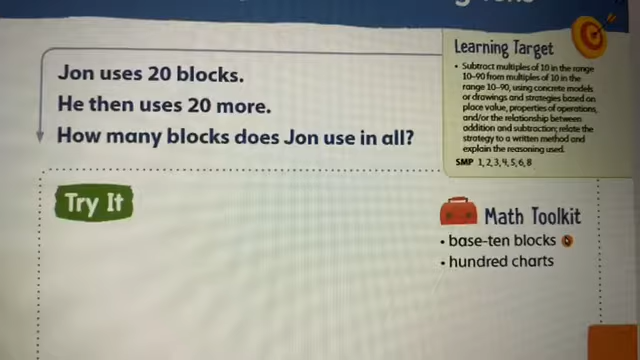 Jon uses 20 blocks.
He then uses 20 more.
How many blocks does Jon use in all?
Learning Target
• Subtract multiples of 10 in the range
10–90 from multiples of 10 in the
range 10–90, using concrete models
or drawings and strategies based on
place value, properties of operations,
and/or the relationship between
addition and subtraction; relate the
strategy to a written method and
explain the reasoning used.
SMP 1, 2, 3, 4, 5, 6, 8
Try It
Math Toolkit
• base-ten blocks
• hundred charts